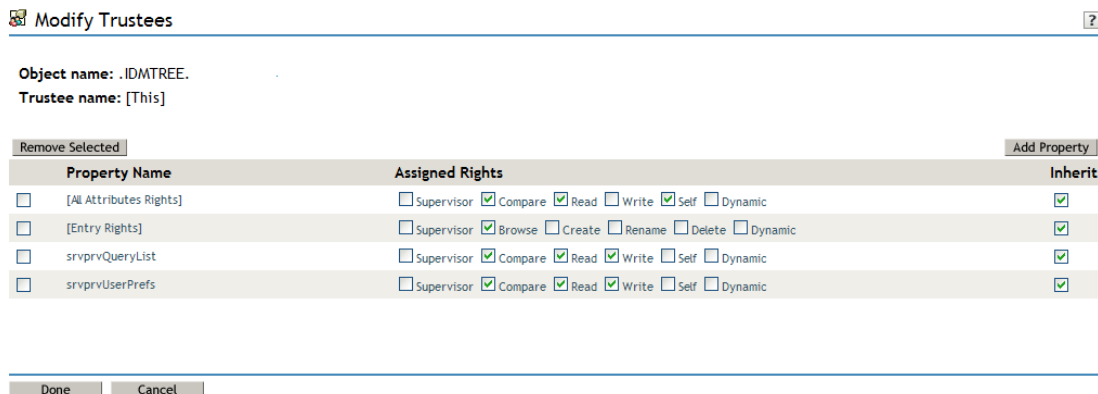 Modify Trustees
?
Object name: .IDMTREE.
Trustee name: [This]
Remove Selected Add Property
Property Name Assigned Rights Inherit
[All Attributes Rights] Supervisor Compare Read Write Self Dynamic
[Entry Rights] Supervisor Browse Create Rename Delete Dynamic
srvprvQueryList Supervisor Compare Read Write Self Dynamic
srvprvUserPrefs Supervisor Compare Read Write Self Dynamic
Done Cancel